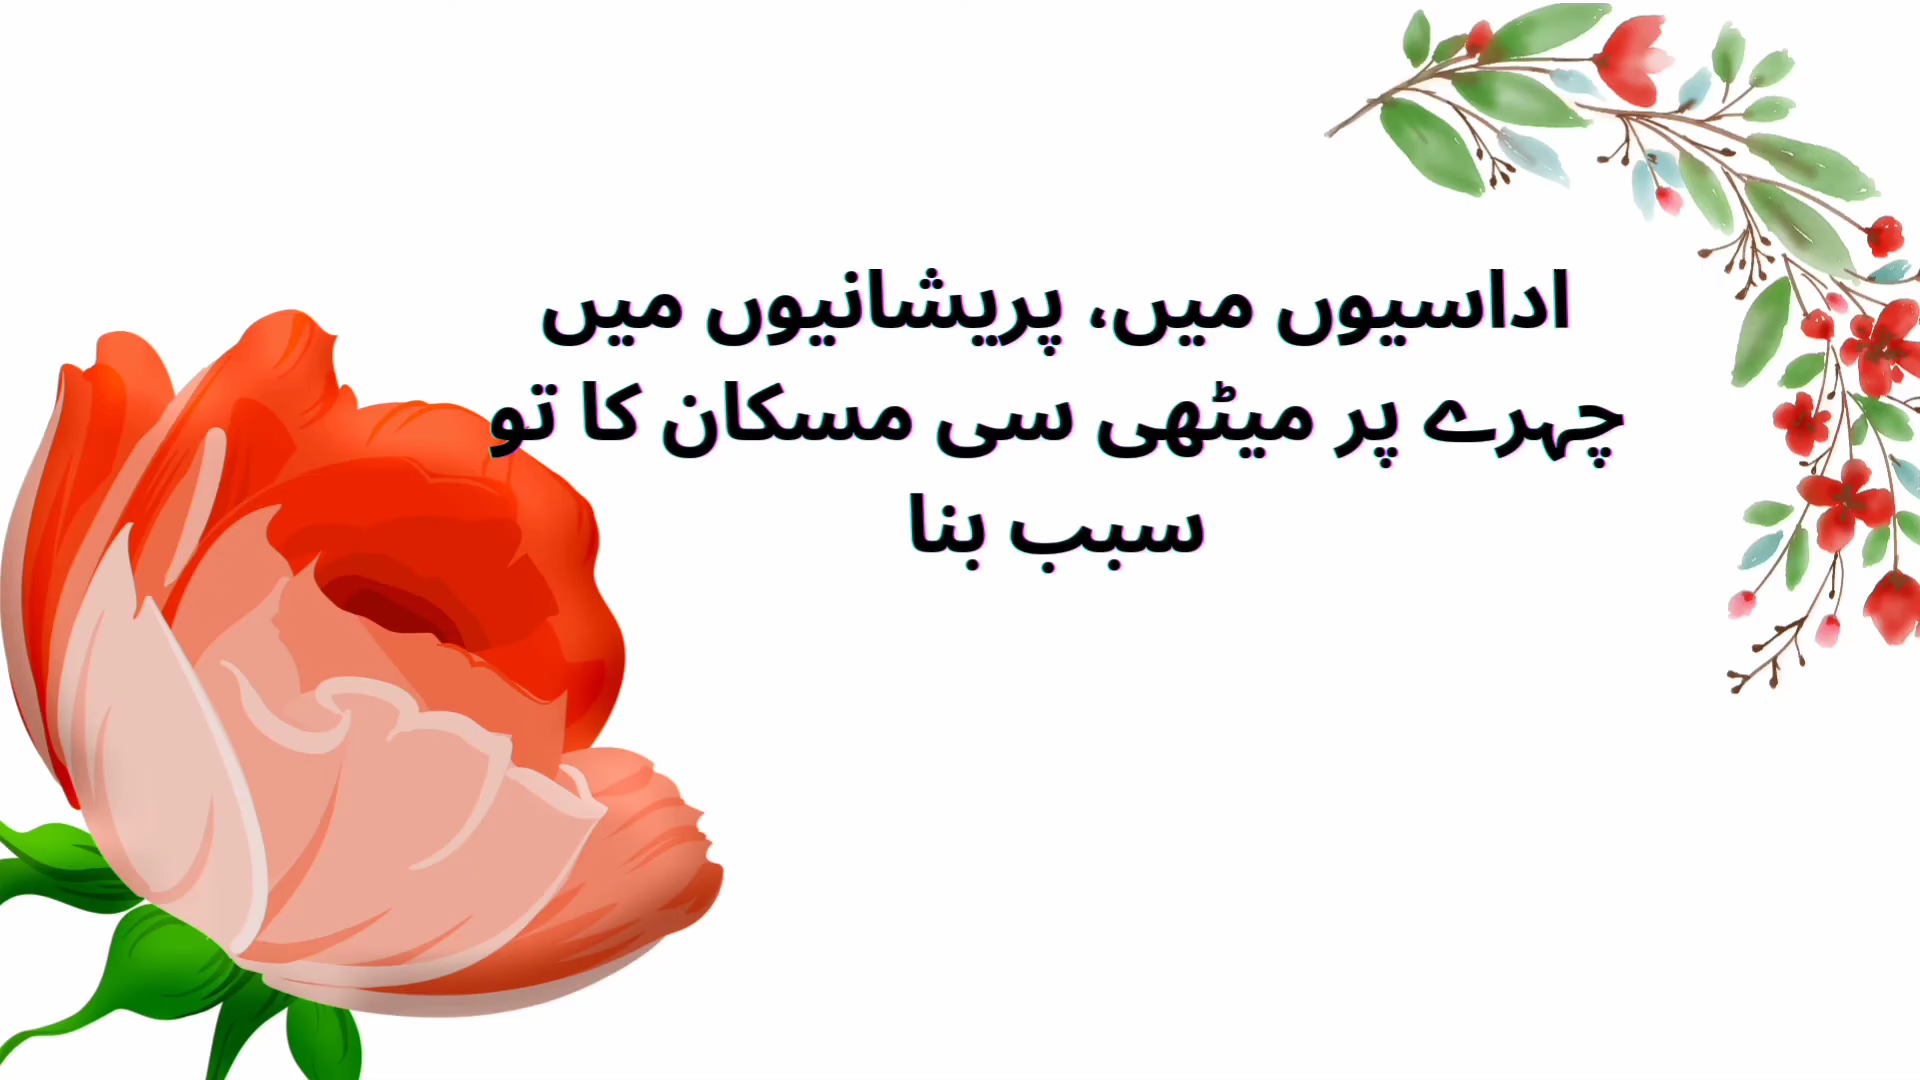 اداسیوں میں، پریشانیوں میں
چہرے پر میٹھی سی مسکان کا تو
سبب بنا